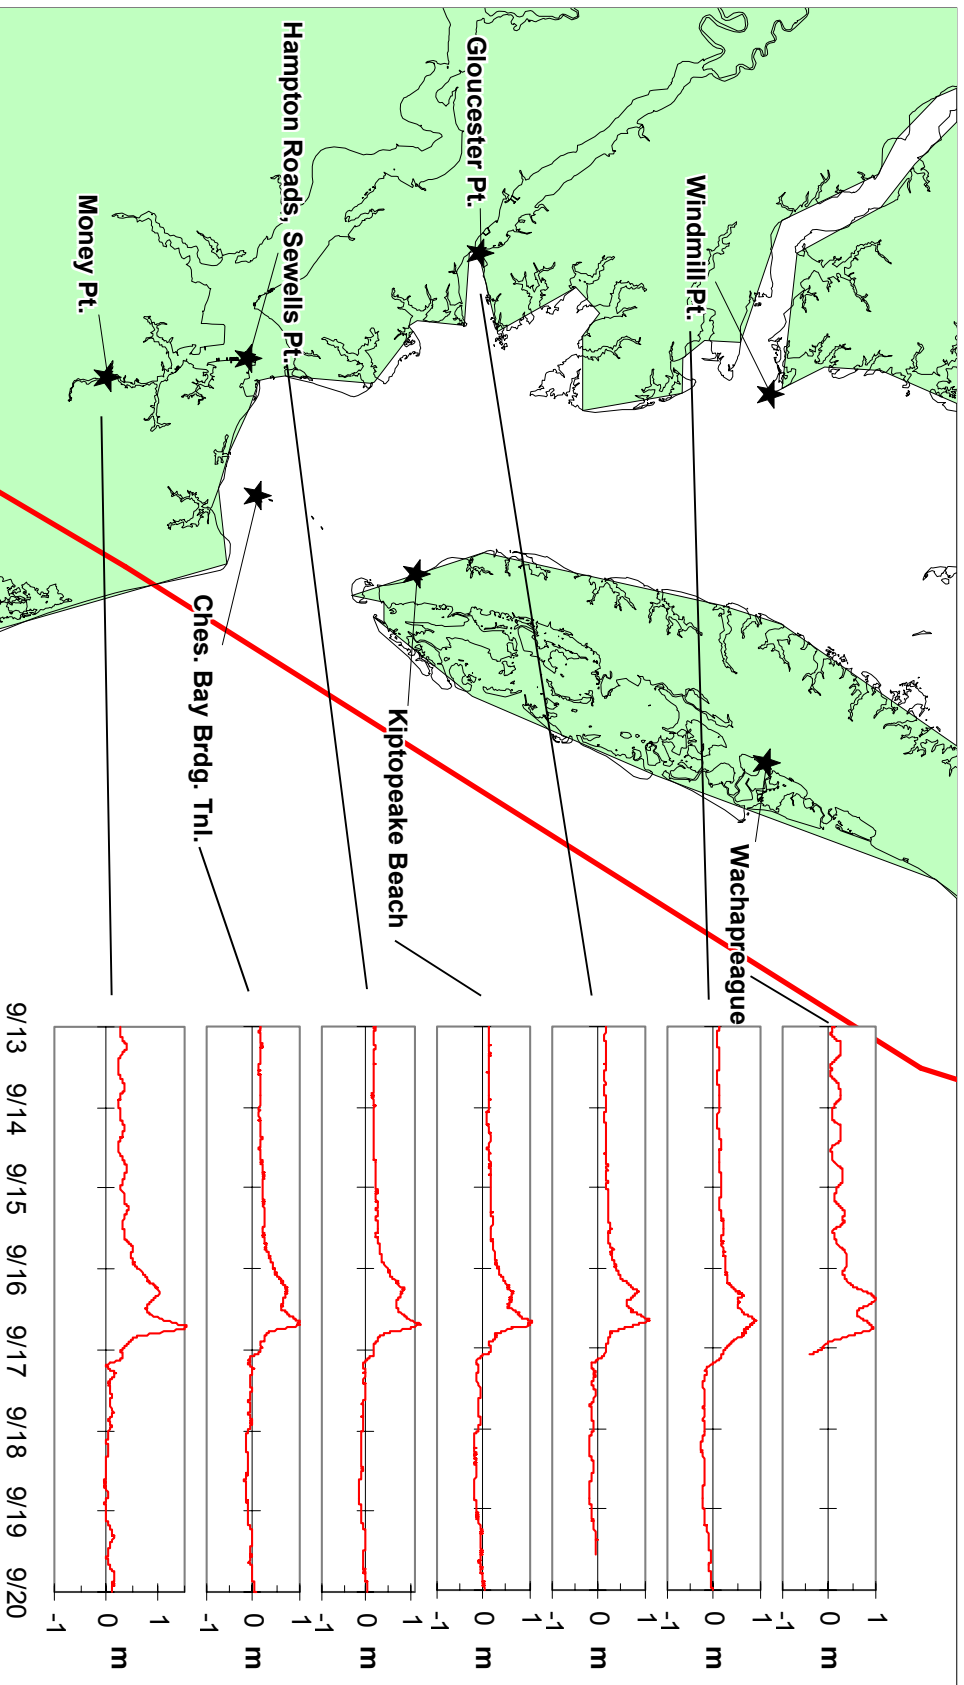 Wachapreague
Windmill Pt.
Gloucester Pt.
Kiptopeake Beach
Hampton Roads, Sewells Pt.
Ches. Bay Brdg. Tnl.
Money Pt.
1
0 m
1
0 m
-1
1
0 m
-1
1
0 m
-1
1
0 m
-1
1
0 m
-1
1
0 m
-1
9/13 9/14 9/15 9/16 9/17 9/18 9/19 9/20